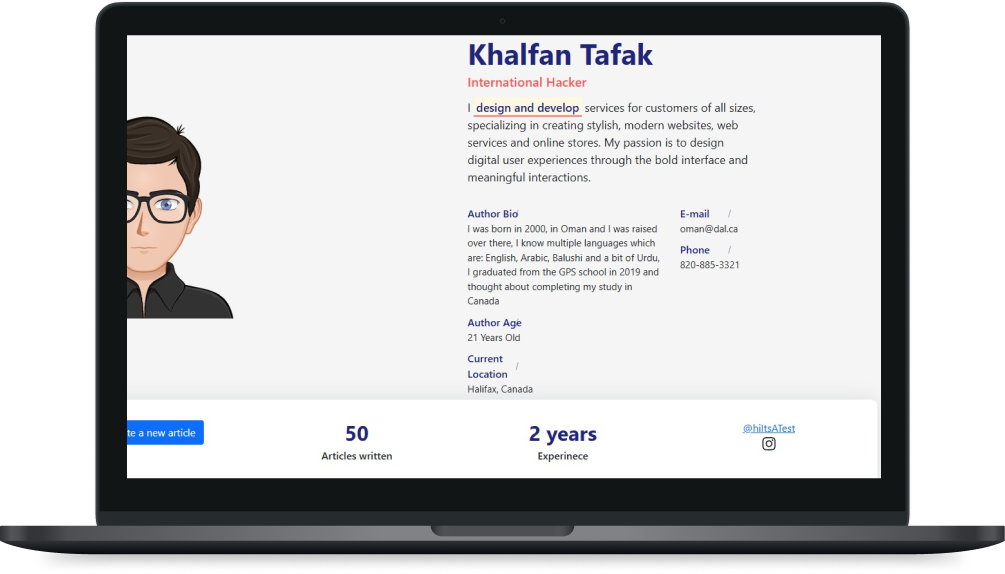 Khalfan Tafak
International Hacker
I design and develop services for customers of all sizes,
specializing in creating stylish, modern websites, web
services and online stores. My passion is to design
digital user experiences through the bold interface and
meaningful interactions.
Author Bio
I was born in 2000, in Oman and I was raised
over there, I know multiple languages which
are: English, Arabic, Balushi and a bit of Urdu,
I graduated from the GPS school in 2019 and
thought about completing my study in
Canada
Author Age
21 Years Old
Current
Location /
Halifax, Canada
E-mail /
oman@dal.ca
Phone /
820-885-3321
te a new article
50
Articles written
2 years
Experinece
@hiItsATest